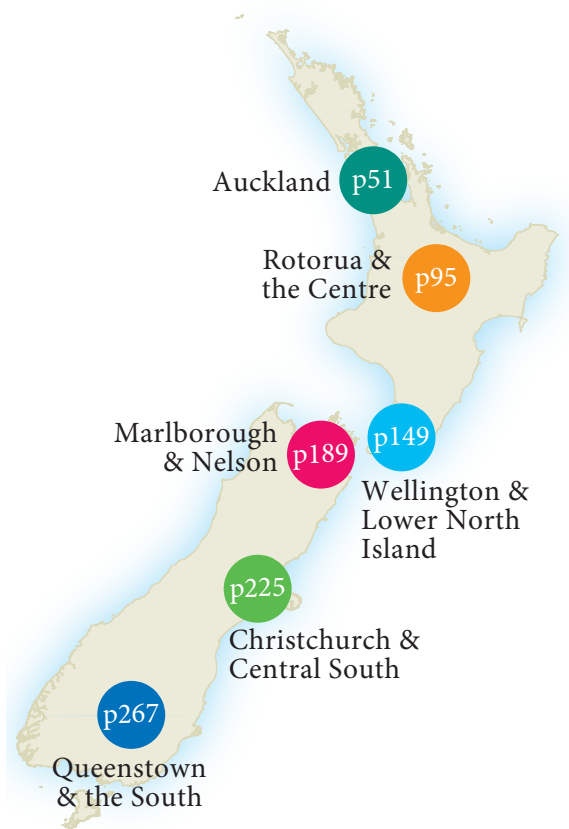 Auckland
p51
Rotorua &
the Centre
p95
Marlborough
& Nelson
p189
p149
Wellington &
Lower North
Island
p225
Christchurch &
Central South
p267
Queenstown
& the South